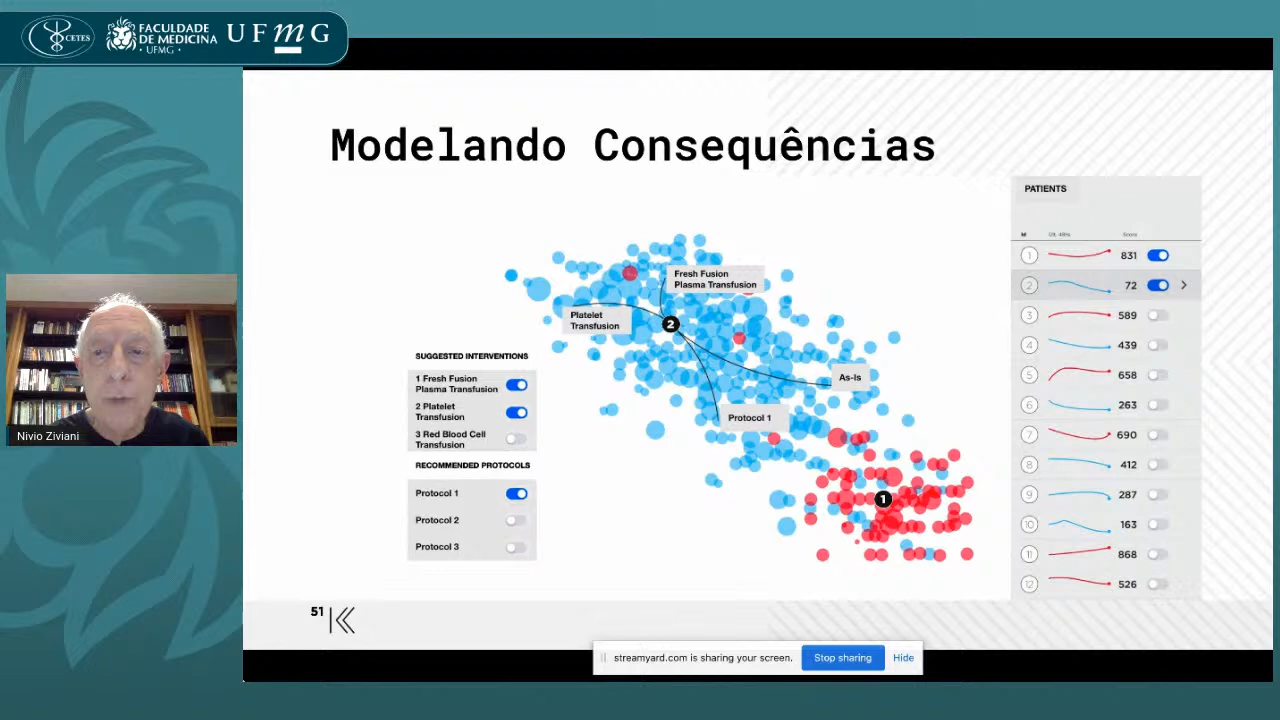 CETES
FACULDADE
DE MEDICINA
• UFMG •
UFmG
Modelando Consequências
PATIENTS
Id
Score
1 831
2 72
3 589
4 439
5 658
6 263
7 690
8 412
9 287
10 163
11 868
12 526
Fresh Fusion
Plasma Transfusion
Platelet
Transfusion
2
As-Is
Protocol 1
1
SUGGESTED INTERVENTIONS
1 Fresh Fusion
Plasma Transfusion
2 Platelet
Transfusion
3 Red Blood Cell
Transfusion
RECOMMENDED PROTOCOLS
Protocol 1
Protocol 2
Protocol 3
Nivio Ziviani
51
streamyard.com is sharing your screen.
Stop sharing
Hide